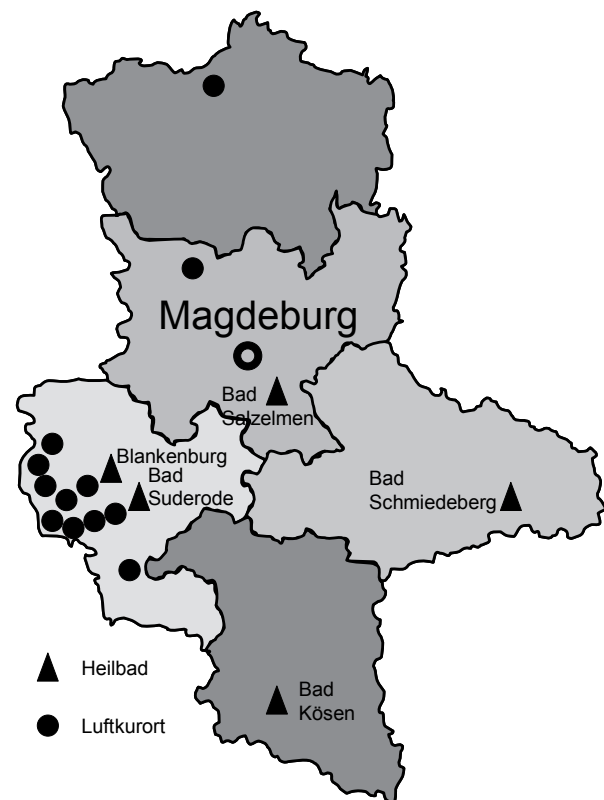 Magdeburg
Bad
Salzelmen
Blankenburg
Bad
Suderode
Bad
Schmiedeberg
Heilbad
Bad
Kösen
Luftkurort